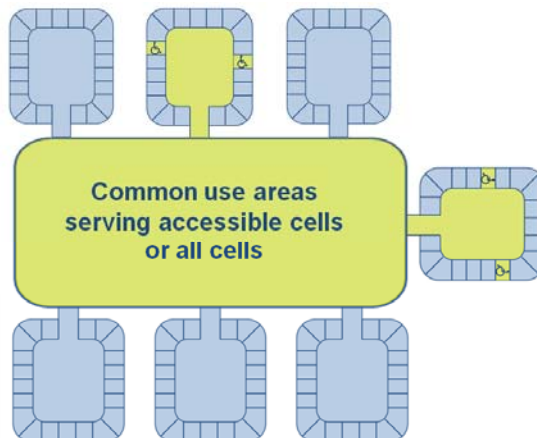 Common use areas
serving accessible cells
or all cells